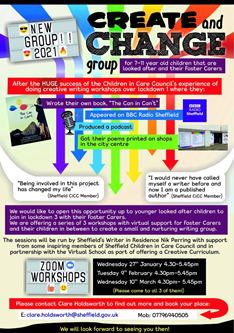 NEW
GROUP!!
2021
CREATE and
CHANGE
group
for 7-11 year old children that are
looked after and their Foster Carers
After the HUGE success of the Children in Care Council's experience of
doing creative writing workshops over lockdown 1 where they:
Wrote their own book, "The Can in Can't"
Appeared on BBC Radio Sheffield
Produced a podcast
Got their poems printed on shops
in the city centre
BBC
RADIO
Sheffield
"Being involved in this project
has changed my life"
(Sheffield CiCC Member)
"I would never have called
myself a writer before and
now I am a published
author" (Sheffield CiCC Member)
We would like to open this opportunity up to younger looked after children to
join in lockdown 3 with their foster Carers.
We are offering a series of 3 workshops with virtual support for Foster Carers
and their children in between to create a small and nurturing writing group.
The sessions will be run by Sheffield's Writer in Residence Nik Perring with support
from some inspiring members of Sheffield Children in Care Council and in
partnership with the Virtual School as part of offering a Creative Curriculum.
ZOOM
WORKSHOPS
Wednesday 27th January 4.30-5.45pm
Tuesday 9th February 4.30pm-5.45pm
Wednesday 10th March 4.30pm- 5.45pm
(Please come to all 3 of them!)
Please contact Clare Holdsworth to find out more and book your place:
E: clare.holdsworth@sheffield.gov.uk Mob: 07796940505
We will look forward to seeing you then!